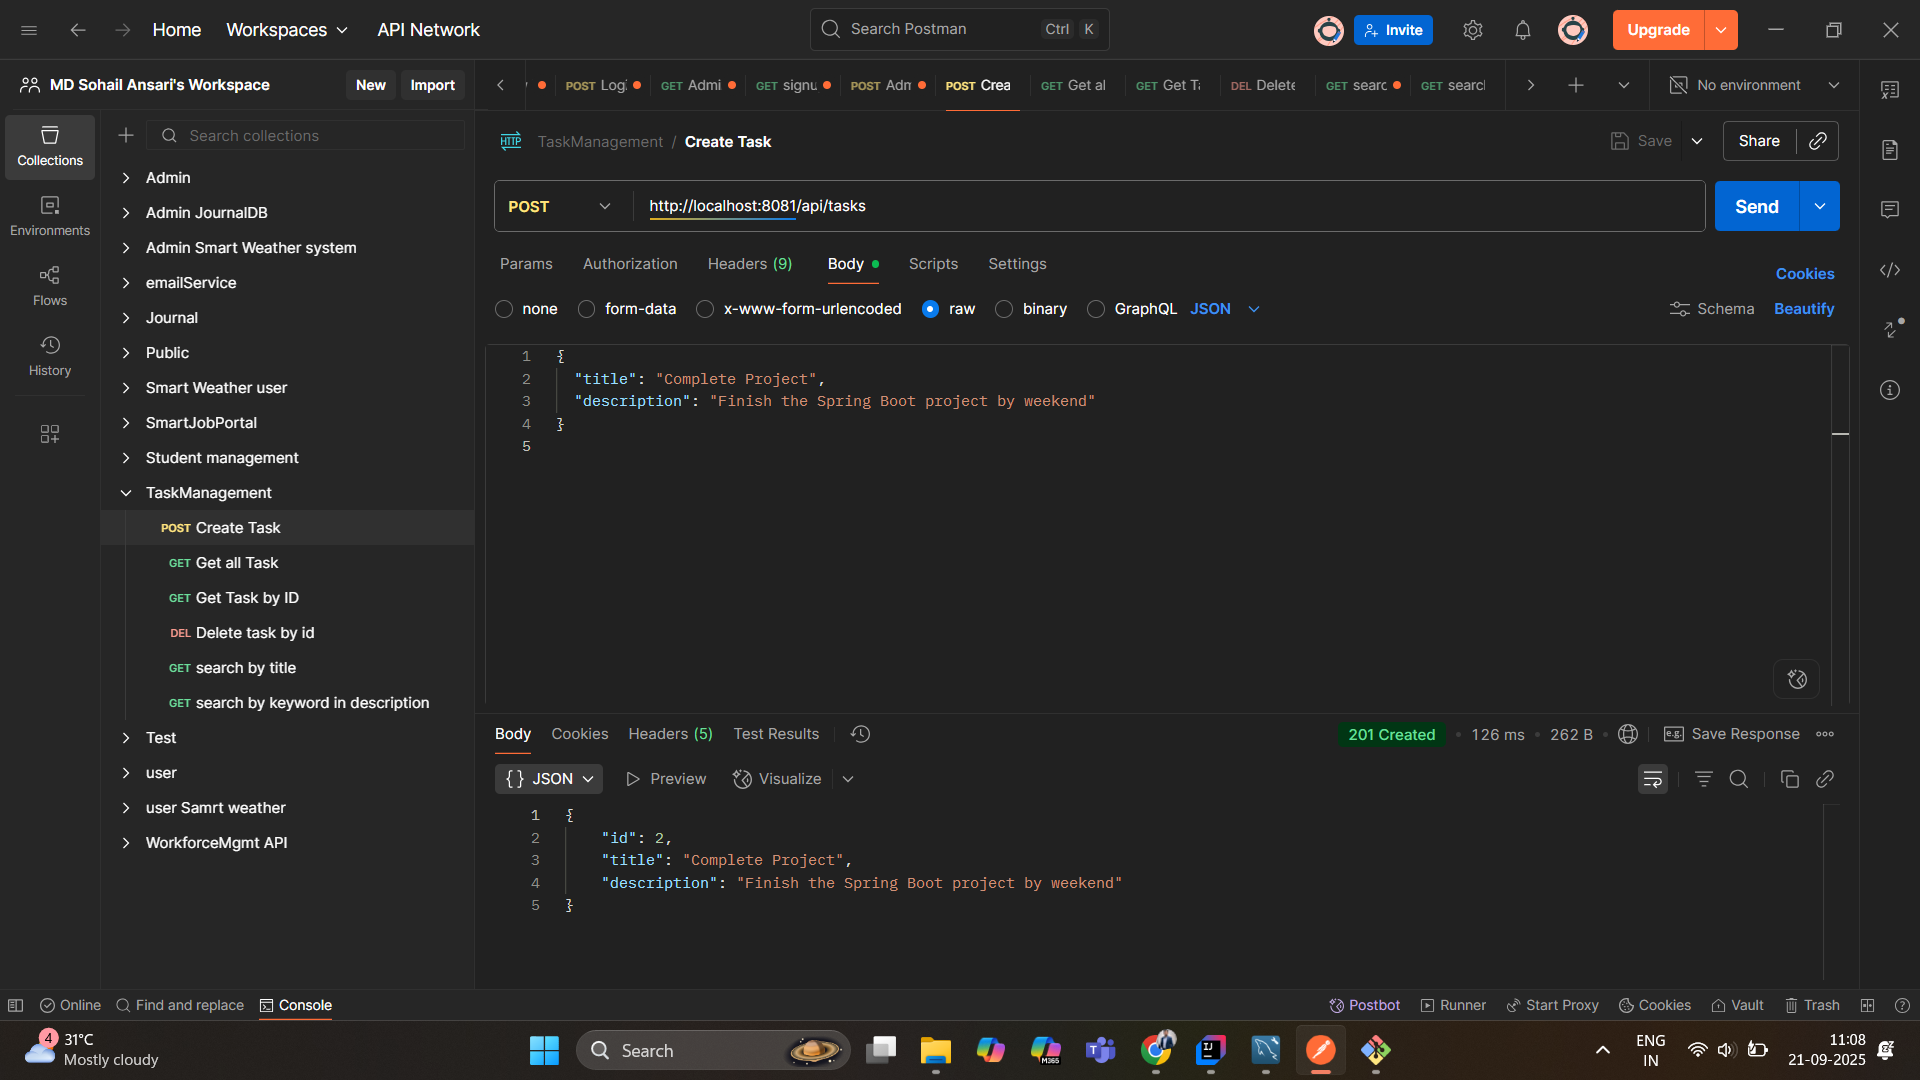 Home Workspaces API Network Search Postman Ctrl K Invite Upgrade
MD Sohail Ansari's Workspace New Import
POST Log GET Admi GET signu POST Adm POST Crea GET Get al GET Get Ta DEL Delete GET searc GET search No environment
Collections
Environments
Flows
History
Search collections
Admin
Admin JournalDB
Admin Smart Weather system
emailService
Journal
Public
Smart Weather user
SmartJobPortal
Student management
TaskManagement
POST Create Task
GET Get all Task
GET Get Task by ID
DEL Delete task by id
GET search by title
GET search by keyword in description
Test
user
user Samrt weather
WorkforceMgmt API
HTTP TaskManagement / Create Task Save Share
POST http://localhost:8081/api/tasks Send
Params Authorization Headers (9) Body Scripts Settings Cookies
none form-data x-www-form-urlencoded raw binary GraphQL JSON Schema Beautify
1 {
2 "title": "Complete Project",
3 "description": "Finish the Spring Boot project by weekend"
4 }
5
Body Cookies Headers (5) Test Results 201 Created 126 ms 262 B e.g. Save Response
{} JSON Preview Visualize
1 {
2 "id": 2,
3 "title": "Complete Project",
4 "description": "Finish the Spring Boot project by weekend"
5 }
Online Find and replace Console Postbot Runner Start Proxy Cookies Vault Trash
4 31°C
Mostly cloudy
Search
M365
ENG
IN
11:08
21-09-2025